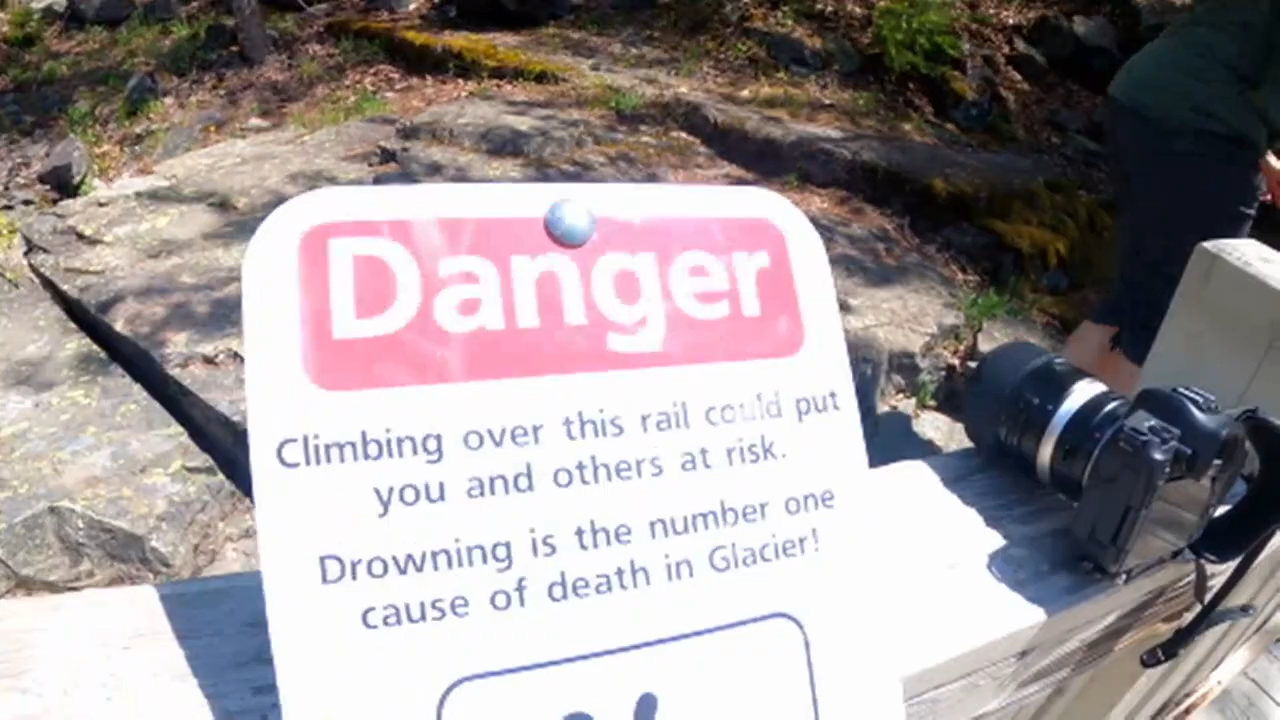 Danger
Climbing over this rail could put
you and others at risk.
Drowning is the number one
cause of death in Glacier!